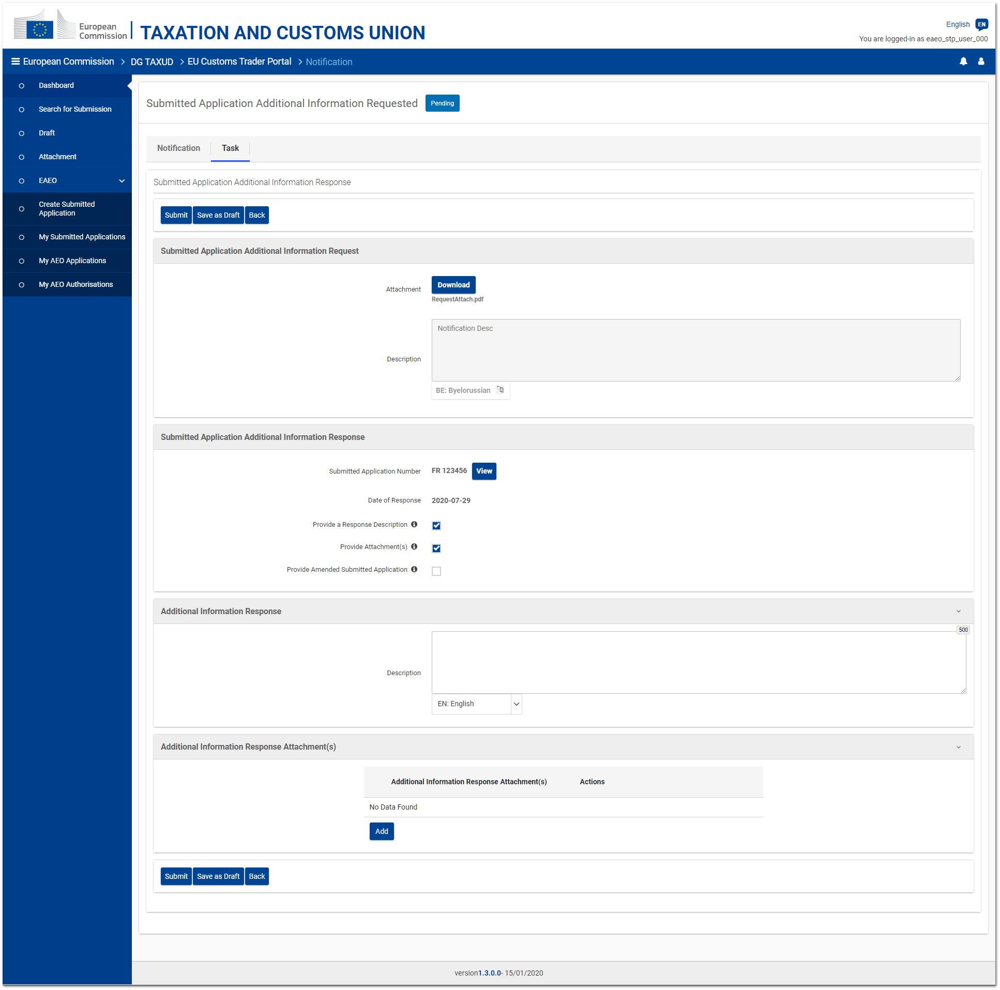 European
Commission
TAXATION AND CUSTOMS UNION
English EN
You are logged-in as eaeo_stp_user_000
European Commission > DG TAXUD > EU Customs Trader Portal > Notification
Dashboard
Search for Submission
Draft
Attachment
EAEO
Create Submitted
Application
My Submitted Applications
My AEO Applications
My AEO Authorisations
Submitted Application Additional Information Requested Pending
Notification Task
Submitted Application Additional Information Response
Submit Save as Draft Back
Submitted Application Additional Information Request
Attachment Download
RequestAttach.pdf
Notification Desc
Description
BE: Byelorussian
Submitted Application Additional Information Response
Submitted Application Number FR 123456 View
Date of Response 2020-07-29
Provide a Response Description
Provide Attachment(s)
Provide Amended Submitted Application
Additional Information Response
500
Description
EN: English
Additional Information Response Attachment(s)
Additional Information Response Attachment(s) Actions
No Data Found
Add
Submit Save as Draft Back
version1.3.0.0- 15/01/2020